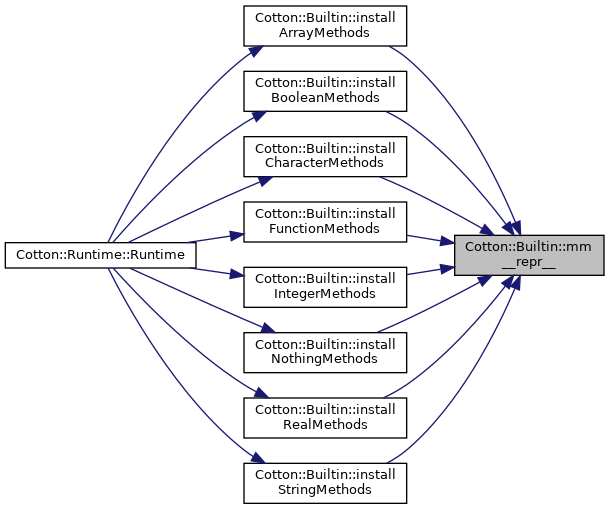 Cotton::Builtin::install
ArrayMethods
Cotton::Builtin::install
BooleanMethods
Cotton::Builtin::install
CharacterMethods
Cotton::Builtin::install
FunctionMethods
Cotton::Runtime::Runtime
Cotton::Builtin::mm
__repr__
Cotton::Builtin::install
IntegerMethods
Cotton::Builtin::install
NothingMethods
Cotton::Builtin::install
RealMethods
Cotton::Builtin::install
StringMethods